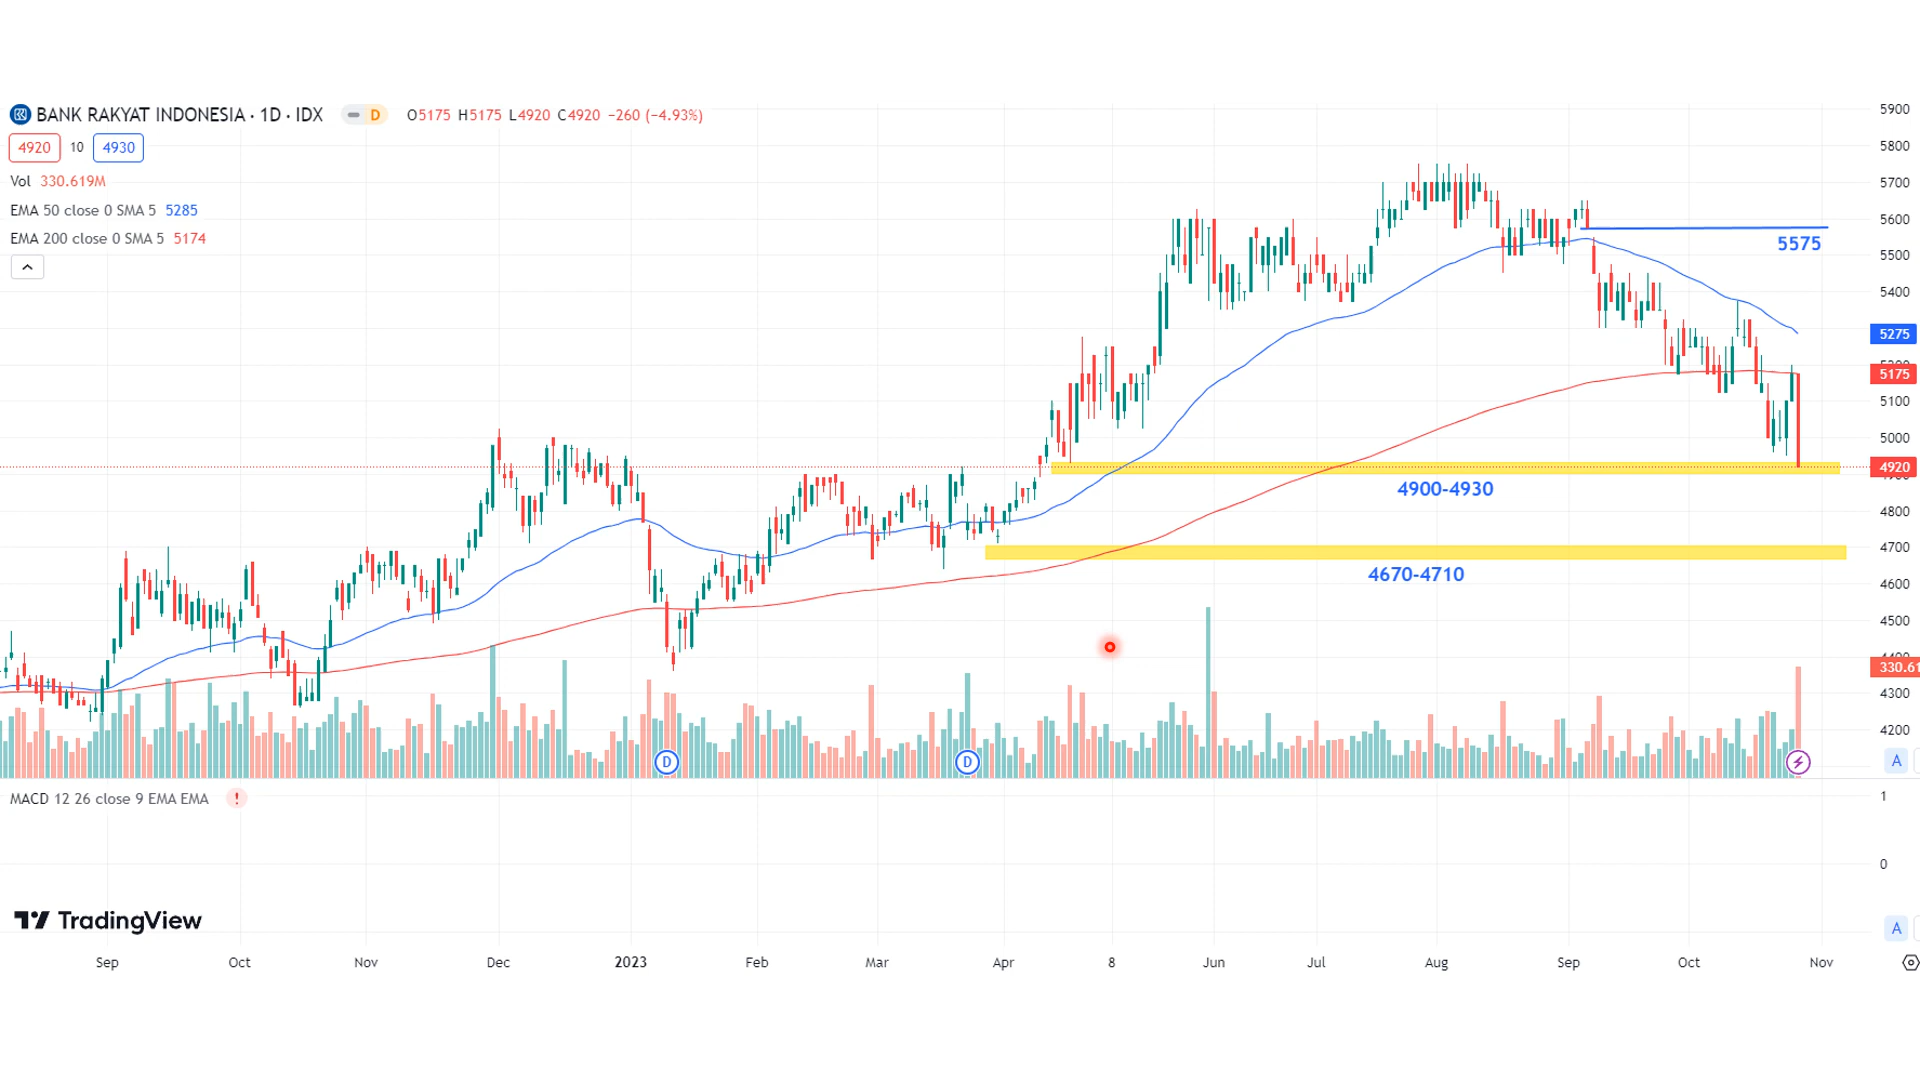 BANK RAKYAT INDONESIA · 1D · IDX D O5175 H5175 L4920 C4920 −260 (−4.93%)
4920 10 4930
Vol 330.619M
EMA 50 close 0 SMA 5 5285
EMA 200 close 0 SMA 5 5174
5900
5800
5700
5600
5575
5500
5400
5275
5175
5100
5000
4920
4900-4930
4800
4700
4670-4710
4600
4500
330.61
4300
4200
D D
A
MACD 12 26 close 9 EMA EMA !
1
0
TradingView
A
Sep Oct Nov Dec 2023 Feb Mar Apr 8 Jun Jul Aug Sep Oct Nov